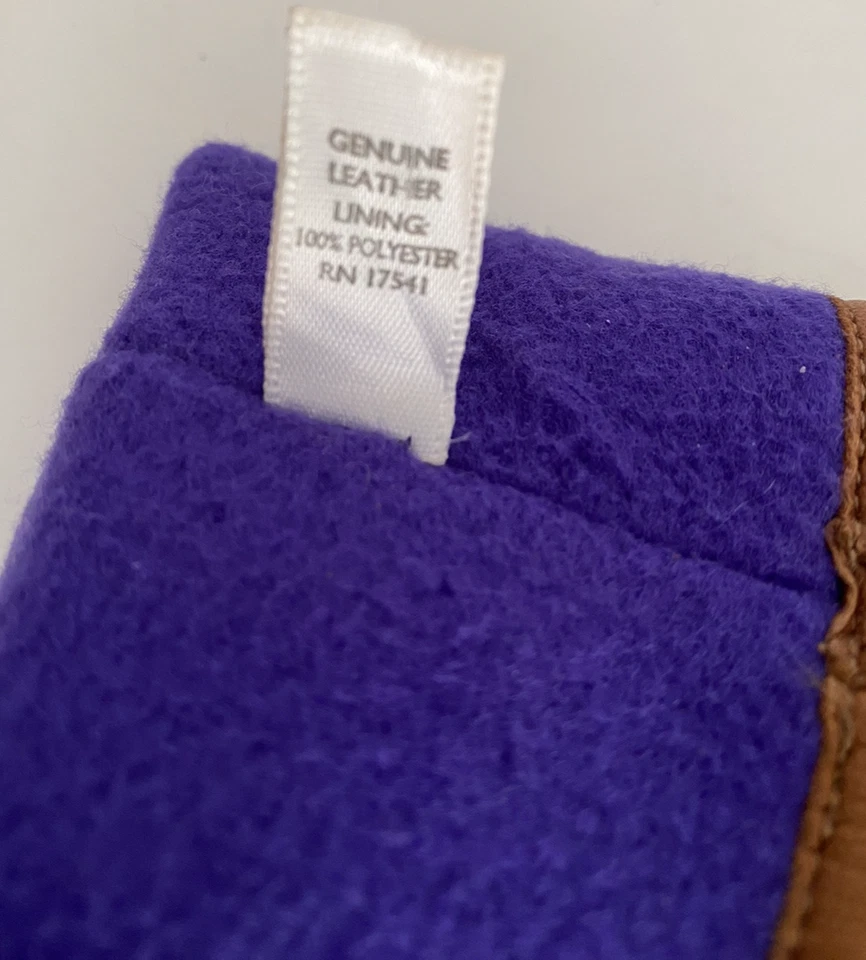 GENUINE
LEATHER
LINING:
100% POLYESTER
RN 17541